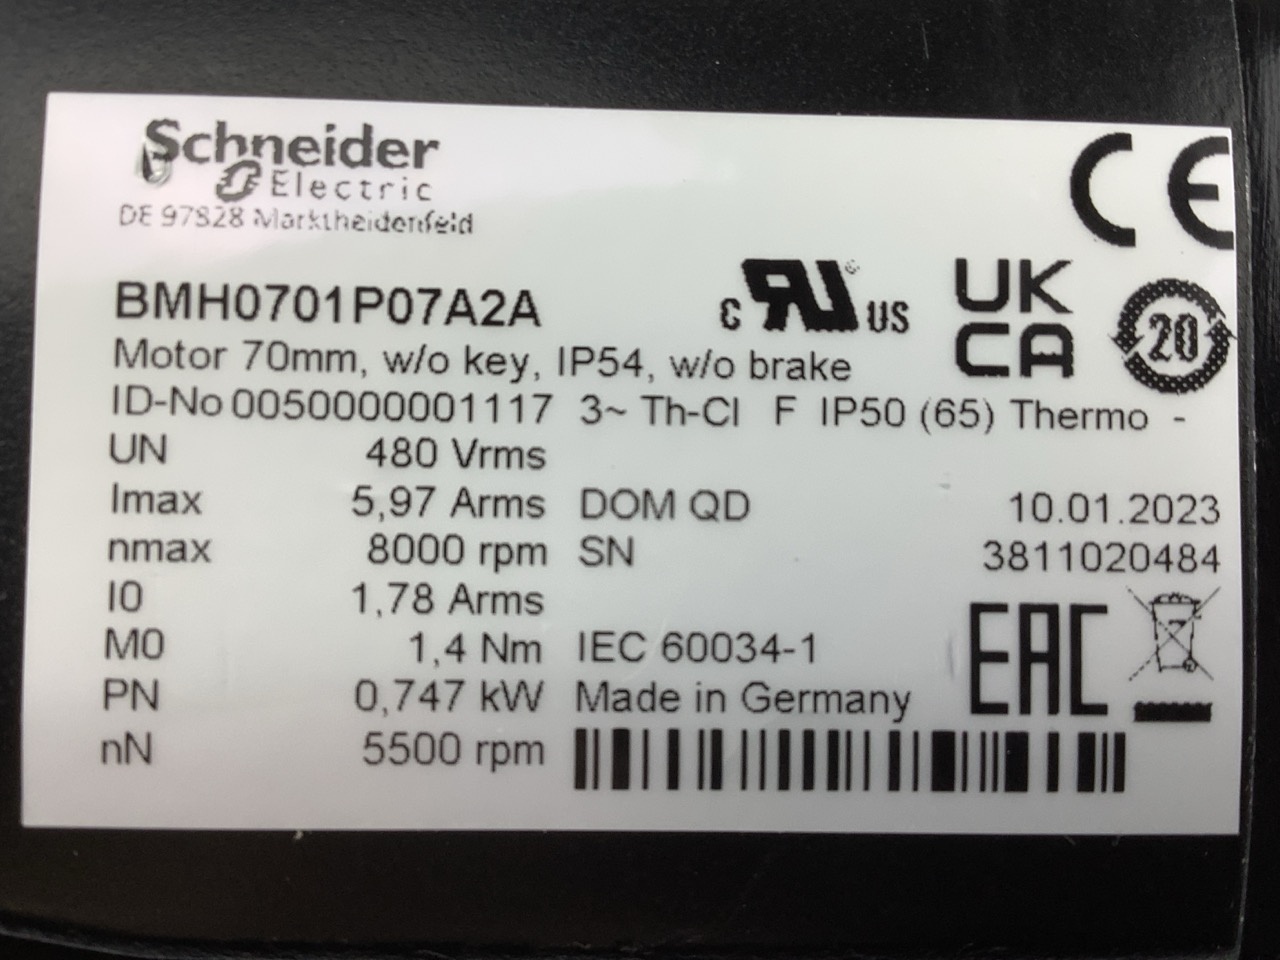 Schneider
Electric
DE 97828 Marktheidenfeld
CE
BMH0701P07A2A
c RU US
UK
CA
20
Motor 70mm, w/o key, IP54, w/o brake
ID-No 0050000001117 3~ Th-Cl F IP50 (65) Thermo -
UN 480 Vrms
Imax 5,97 Arms DOM QD 10.01.2023
nmax 8000 rpm SN 3811020484
I0 1,78 Arms
M0 1,4 Nm IEC 60034-1
EAC
PN 0,747 kW Made in Germany
nN 5500 rpm